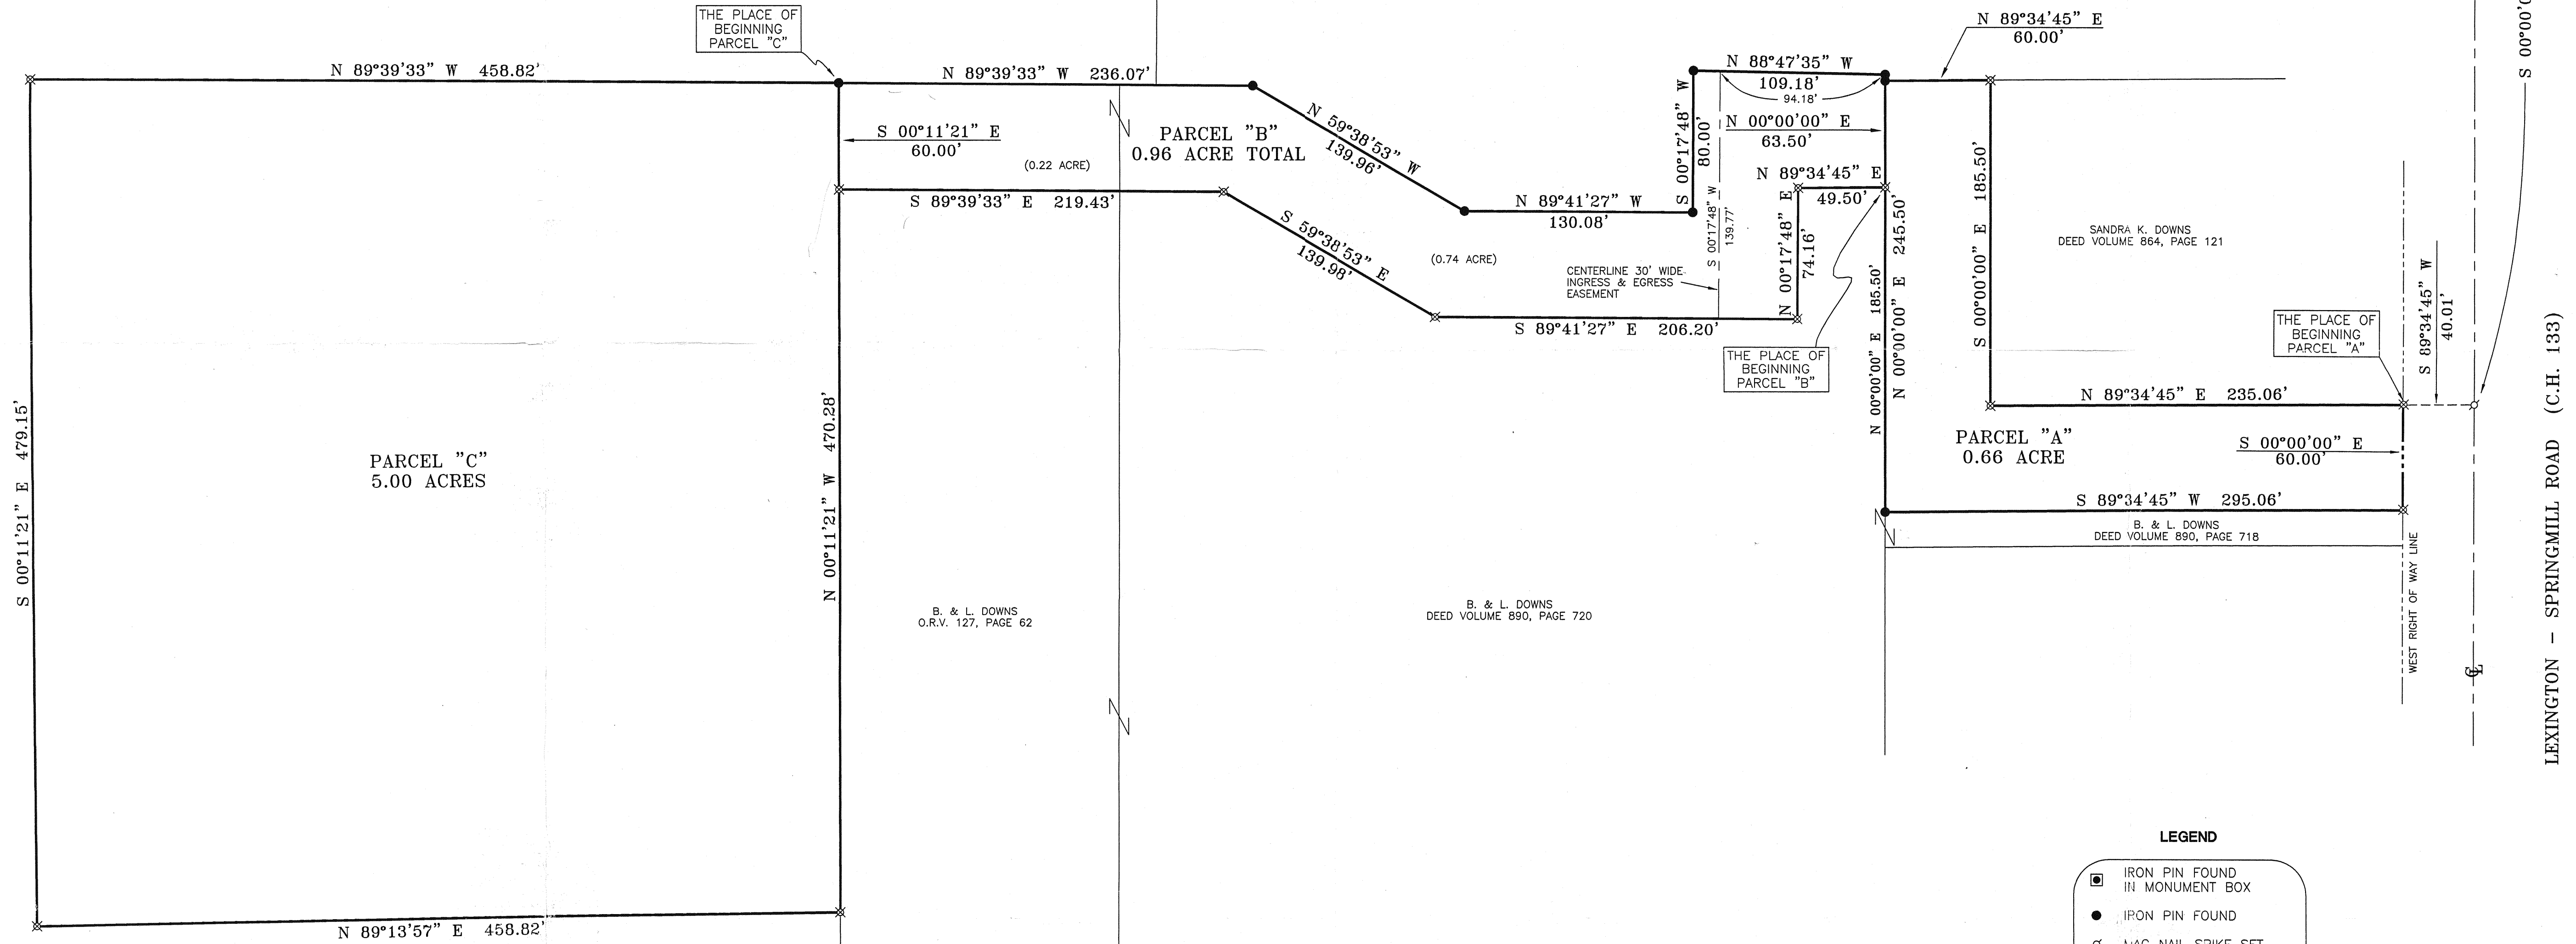 THE PLACE OF
BEGINNING
PARCEL "C"
N 89°39'33" W 458.82'
N 89°39'33" W 236.07'
S 00°11'21" E
60.00'
(0.22 ACRE)
PARCEL "B"
0.96 ACRE TOTAL
S 89°39'33" E 219.43'
N 59°38'53" W
139.96'
S 59°38'53" E
139.98'
N 89°41'27" W
130.08'
(0.74 ACRE)
S 89°41'27" E 206.20'
S 00°17'48" W
80.00'
N 88°47'35" W
109.18'
94.18'
N 00°00'00" E
63.50'
S 00°17'48" W
139.77'
CENTERLINE 30' WIDE
INGRESS & EGRESS
EASEMENT
N 89°34'45" E
49.50'
N 00°17'48" E
74.16'
THE PLACE OF
BEGINNING
PARCEL "B"
N 00°00'00" E 185.50'
N 00°00'00" E 245.50'
N 89°34'45" E
60.00'
S 00°00'00" E 185.50'
SANDRA K. DOWNS
DEED VOLUME 864, PAGE 121
N 89°34'45" E 235.06'
THE PLACE OF
BEGINNING
PARCEL "A"
S 89°34'45" W
40.01'
PARCEL "A"
0.66 ACRE
S 00°00'00" E
60.00'
S 89°34'45" W 295.06'
B. & L. DOWNS
DEED VOLUME 890, PAGE 718
WEST RIGHT OF WAY LINE
CL
LEXINGTON - SPRINGMILL ROAD (C.H. 133)
S 00°00'0
S 00°11'21" E 479.15'
PARCEL "C"
5.00 ACRES
N 00°11'21" W 470.28'
N 89°13'57" E 458.82'
B. & L. DOWNS
O.R.V. 127, PAGE 62
B. & L. DOWNS
DEED VOLUME 890, PAGE 720
LEGEND
IRON PIN FOUND
IN MONUMENT BOX
IRON PIN FOUND
MAG NAIL SPIKE SET